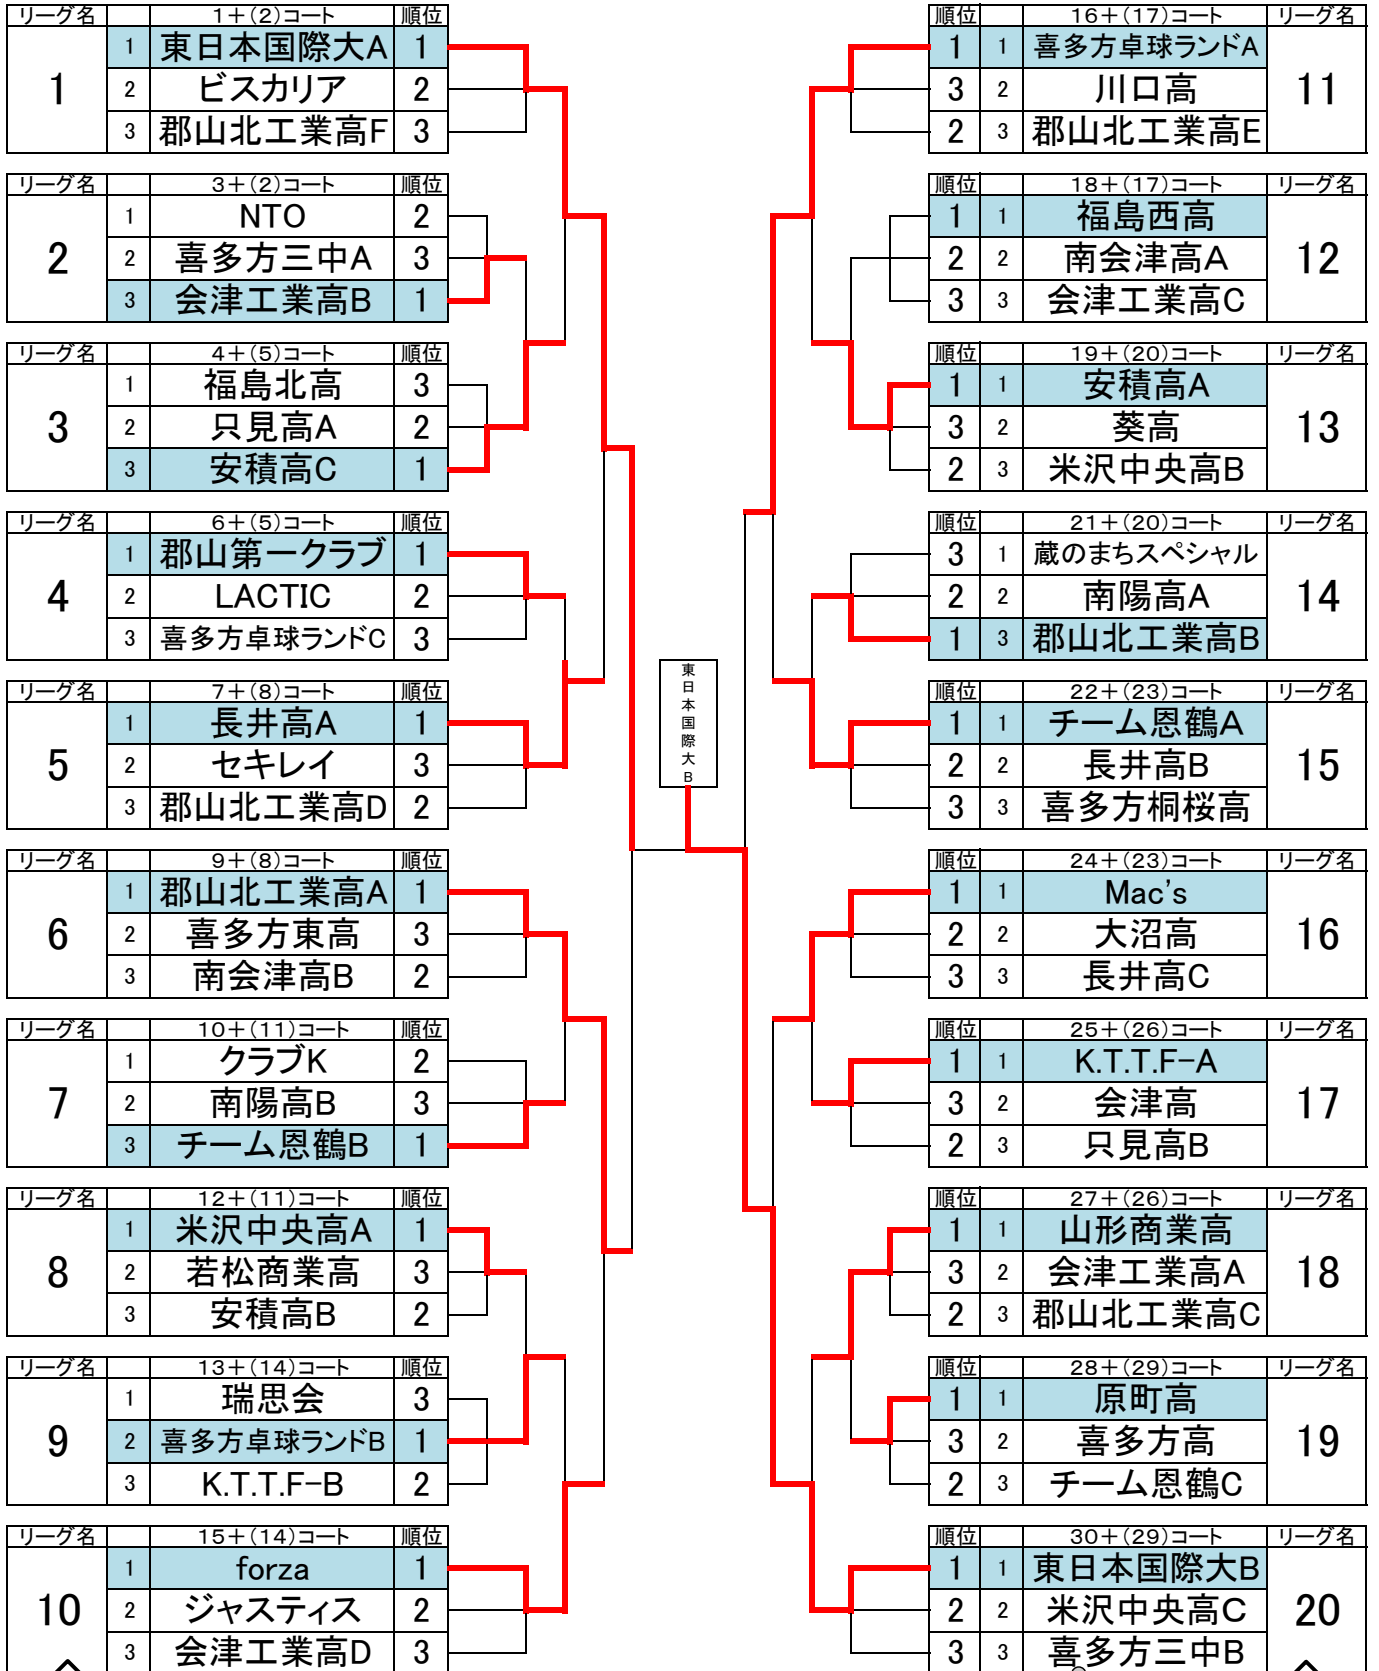 リーグ名 1+(2)コート 順位
1 1 東日本国際大A 1
2 ビスカリア 2
3 郡山北工業高F 3
リーグ名 3+(2)コート 順位
2 1 NTO 2
2 喜多方三中A 3
3 会津工業高B 1
リーグ名 4+(5)コート 順位
3 1 福島北高 3
2 只見高A 2
3 安積高C 1
リーグ名 6+(5)コート 順位
4 1 郡山第一クラブ 1
2 LACTIC 2
3 喜多方卓球ランドC 3
リーグ名 7+(8)コート 順位
5 1 長井高A 1
2 セキレイ 3
3 郡山北工業高D 2
リーグ名 9+(8)コート 順位
6 1 郡山北工業高A 1
2 喜多方東高 3
3 南会津高B 2
リーグ名 10+(11)コート 順位
7 1 クラブK 2
2 南陽高B 3
3 チーム恩鶴B 1
リーグ名 12+(11)コート 順位
8 1 米沢中央高A 1
2 若松商業高 3
3 安積高B 2
リーグ名 13+(14)コート 順位
9 1 瑞思会 3
2 喜多方卓球ランドB 1
3 K.T.T.F-B 2
リーグ名 15+(14)コート 順位
10 1 forza 1
2 ジャスティス 2
3 会津工業高D 3
東日本国際大B
順位 16+(17)コート リーグ名
1 1 喜多方卓球ランドA 11
3 2 川口高
2 3 郡山北工業高E
順位 18+(17)コート リーグ名
1 1 福島西高 12
2 2 南会津高A
3 3 会津工業高C
順位 19+(20)コート リーグ名
1 1 安積高A 13
3 2 葵高
2 3 米沢中央高B
順位 21+(20)コート リーグ名
3 1 蔵のまちスペシャル 14
2 2 南陽高A
1 3 郡山北工業高B
順位 22+(23)コート リーグ名
1 1 チーム恩鶴A 15
2 2 長井高B
3 3 喜多方桐桜高
順位 24+(23)コート リーグ名
1 1 Mac's 16
2 2 大沼高
3 3 長井高C
順位 25+(26)コート リーグ名
1 1 K.T.T.F-A 17
3 2 会津高
2 3 只見高B
順位 27+(26)コート リーグ名
1 1 山形商業高 18
3 2 会津工業高A
2 3 郡山北工業高C
順位 28+(29)コート リーグ名
1 1 原町高 19
3 2 喜多方高
2 3 チーム恩鶴C
順位 30+(29)コート リーグ名
1 1 東日本国際大B 20
2 2 米沢中央高C
3 3 喜多方三中B